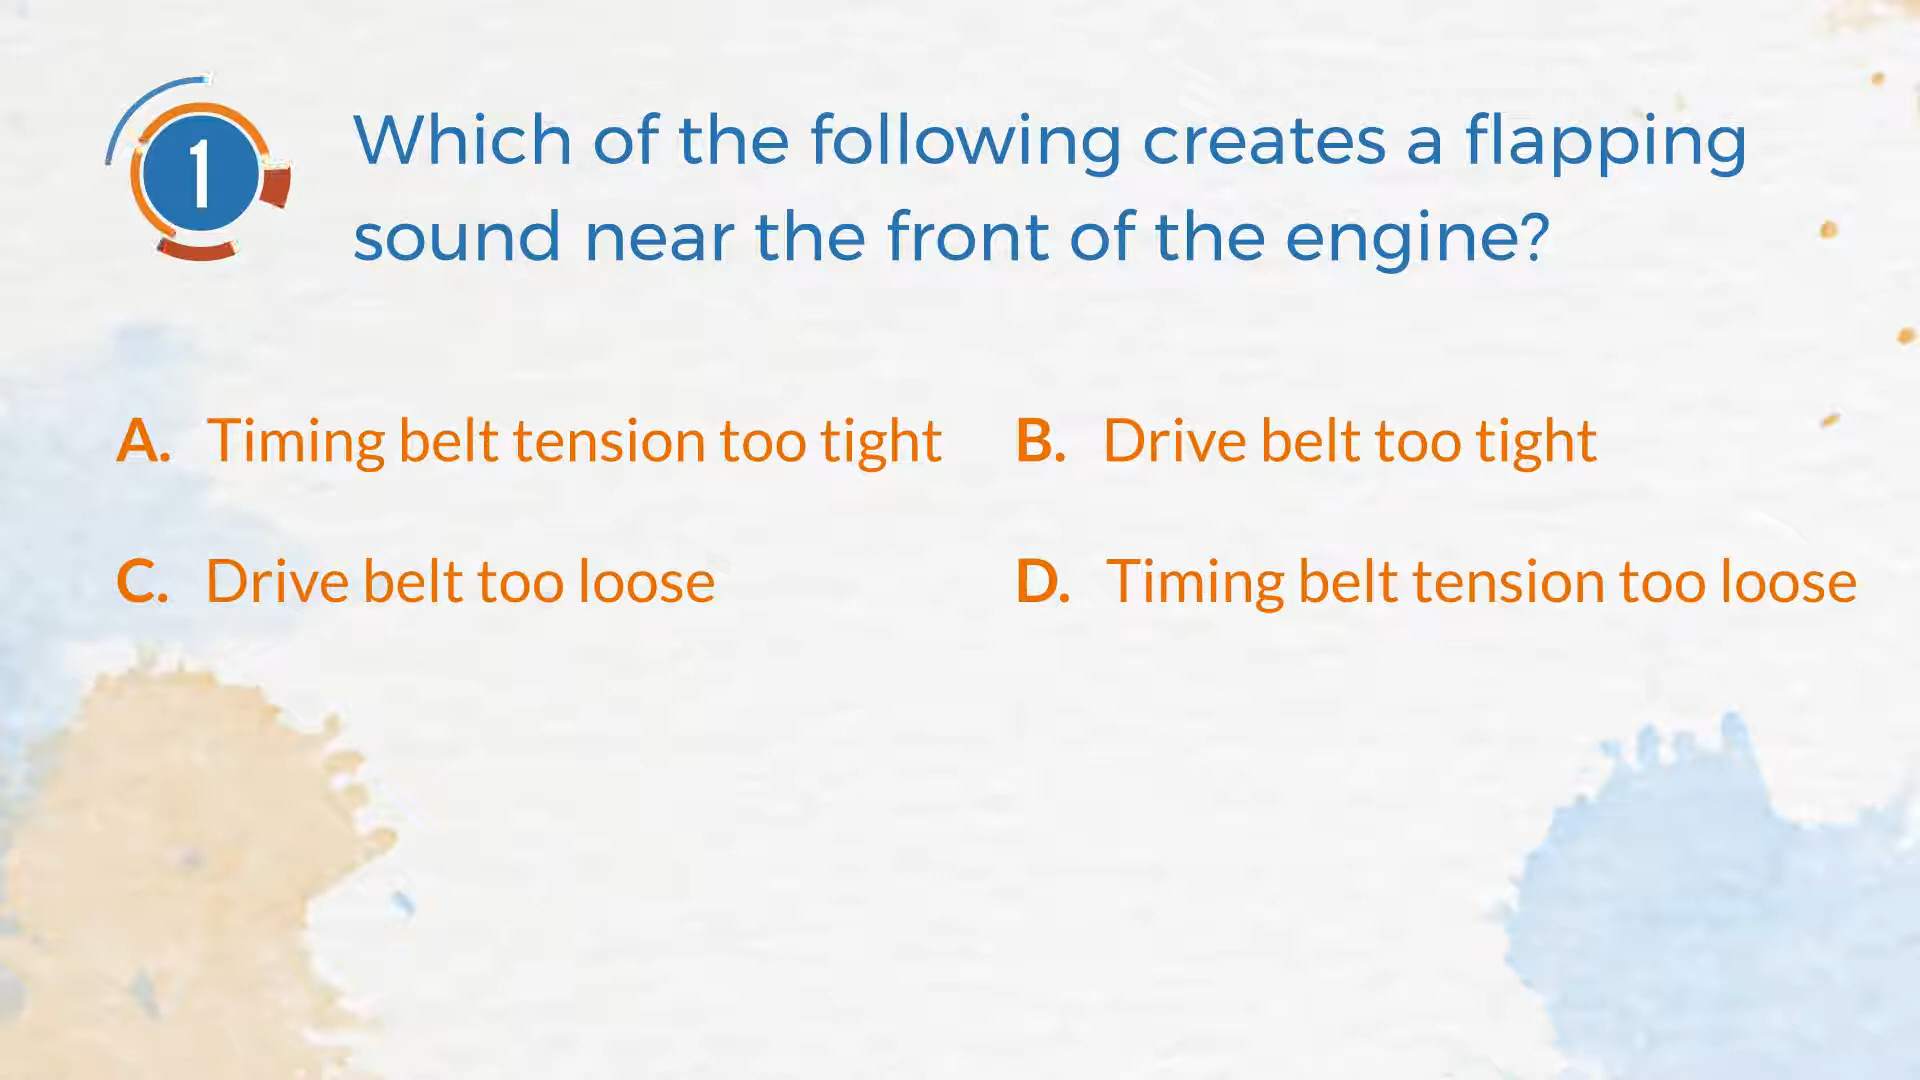 1
Which of the following creates a flapping
sound near the front of the engine?
A. Timing belt tension too tight
B. Drive belt too tight
C. Drive belt too loose
D. Timing belt tension too loose